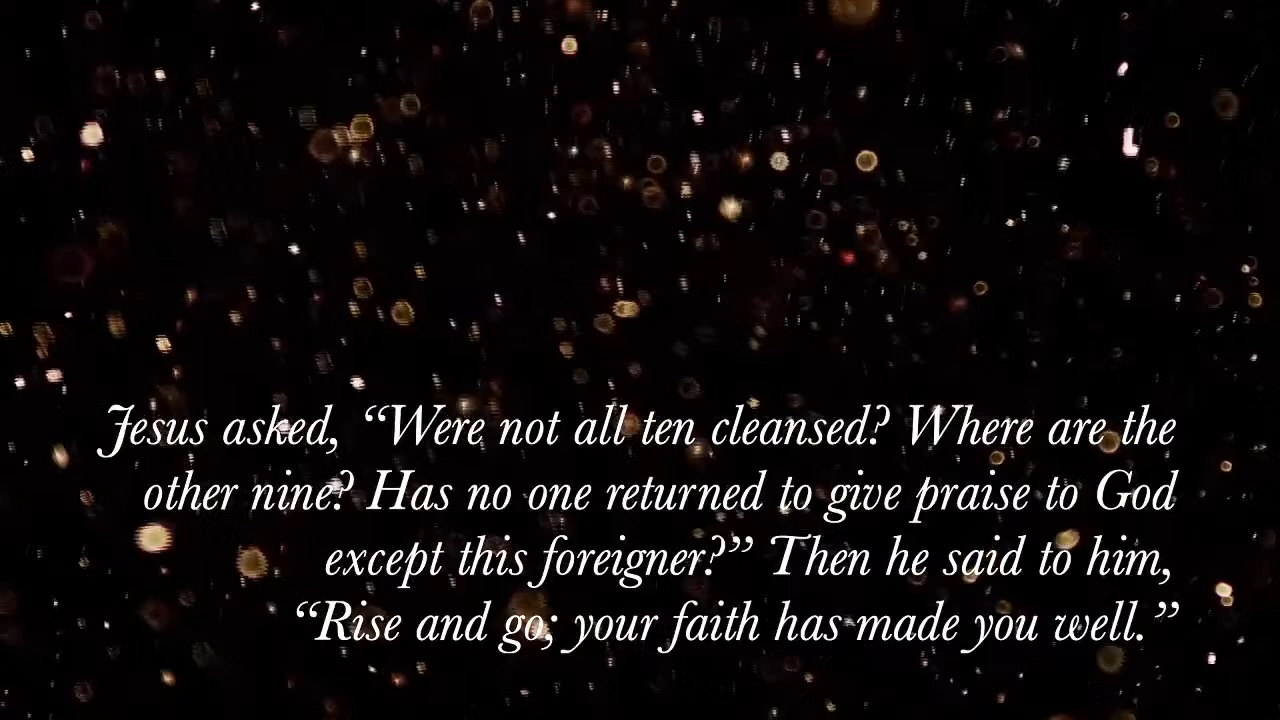 Jesus asked, “Were not all ten cleansed? Where are the
other nine? Has no one returned to give praise to God
except this foreigner?” Then he said to him,
“Rise and go; your faith has made you well.”